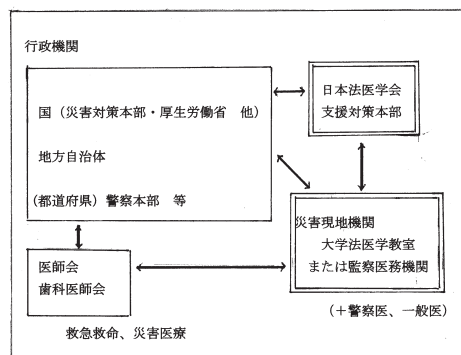 行政機関
国（災害対策本部・厚生労働省　他）
地方自治体
（都道府県）警察本部　等
日本法医学会
支援対策本部
災害現地機関
大学法医学教室
または監察医務機関
（＋警察医、一般医）
医師会
歯科医師会
救急救命、災害医療